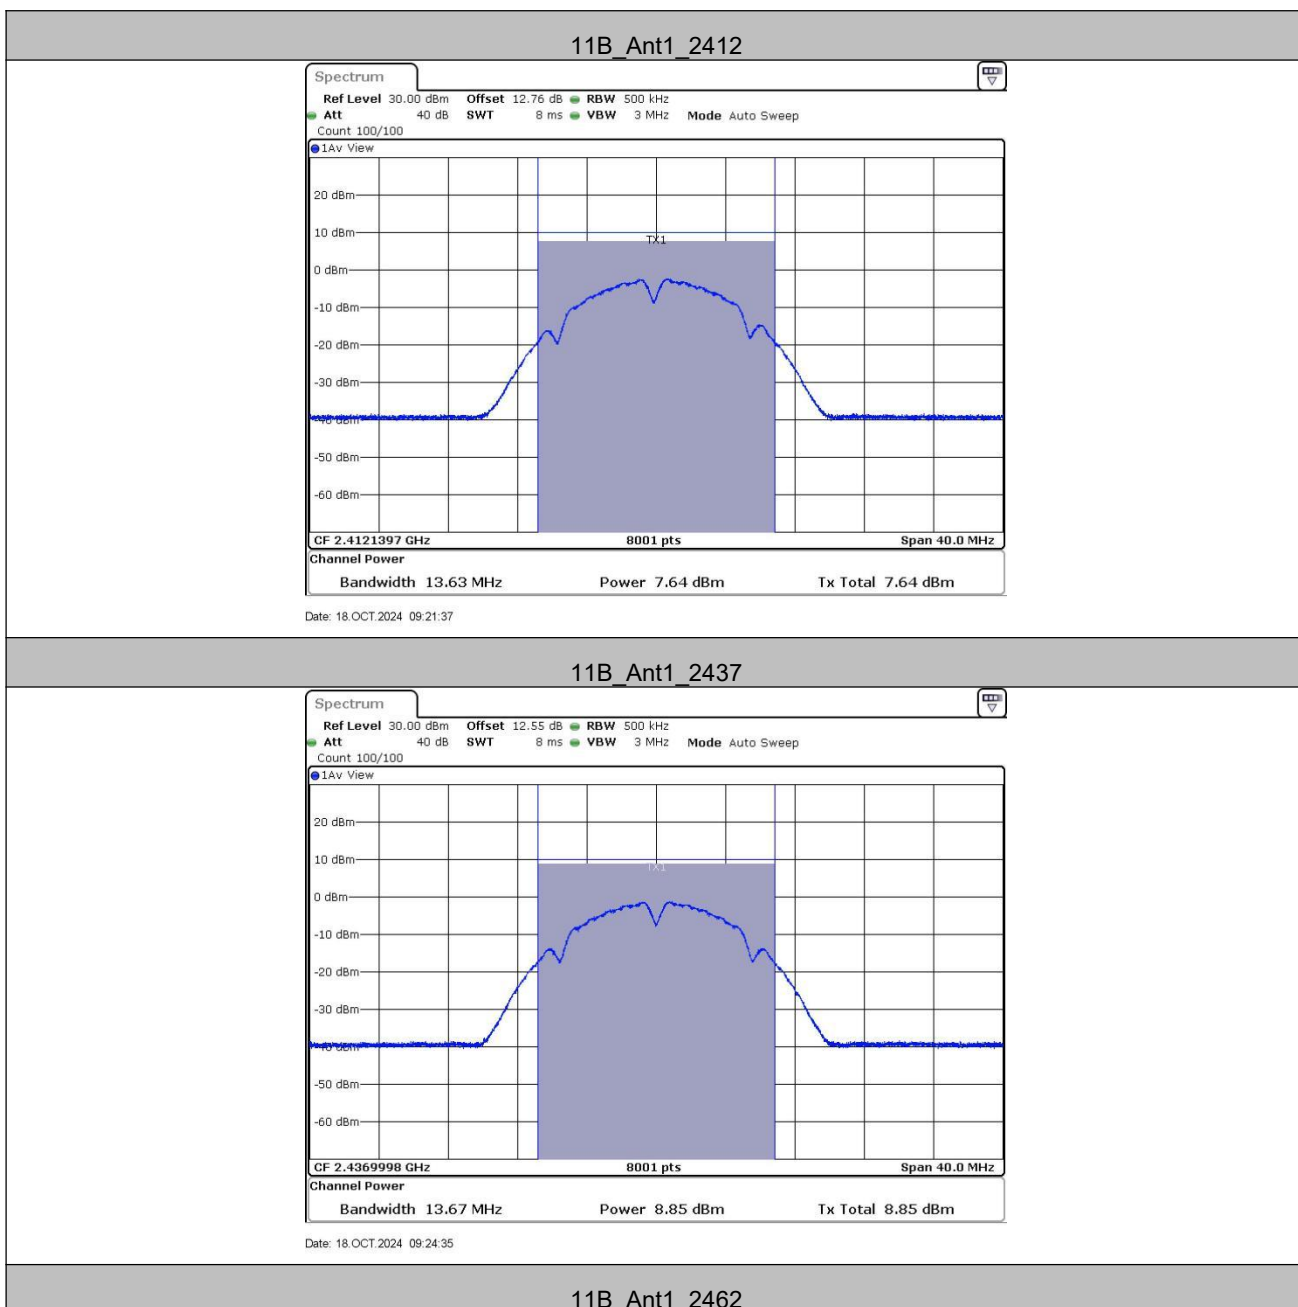 11B_Ant1_2412
Spectrum
Ref Level 30.00 dBm Offset 12.76 dB RBW 500 kHz
Att 40 dB SWT 8 ms VBW 3 MHz Mode Auto Sweep
Count 100/100
1Av View
20 dBm
10 dBm
TX1
0 dBm
-10 dBm
-20 dBm
-30 dBm
-40 dBm
-50 dBm
-60 dBm
CF 2.4121397 GHz 8001 pts Span 40.0 MHz
Channel Power
Bandwidth 13.63 MHz Power 7.64 dBm Tx Total 7.64 dBm
Date: 18.OCT.2024 09:21:37
11B_Ant1_2437
Spectrum
Ref Level 30.00 dBm Offset 12.55 dB RBW 500 kHz
Att 40 dB SWT 8 ms VBW 3 MHz Mode Auto Sweep
Count 100/100
1Av View
20 dBm
10 dBm
TX1
0 dBm
-10 dBm
-20 dBm
-30 dBm
-40 dBm
-50 dBm
-60 dBm
CF 2.4369998 GHz 8001 pts Span 40.0 MHz
Channel Power
Bandwidth 13.67 MHz Power 8.85 dBm Tx Total 8.85 dBm
Date: 18.OCT.2024 09:24:35
11B_Ant1_2462